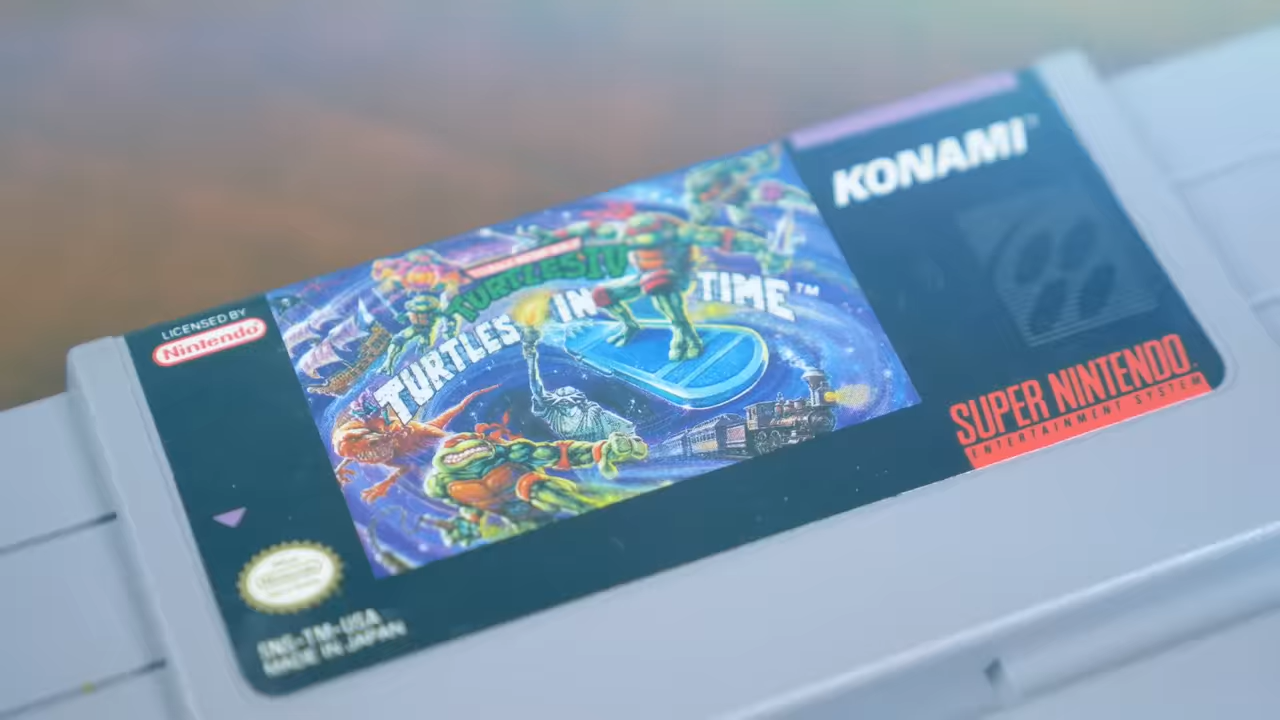 LICENSED BY
Nintendo
TURTLES IV
TURTLES IN TIME™
KONAMI
SUPER NINTENDO
ENTERTAINMENT SYSTEM
SNS-TM-USA
MADE IN JAPAN